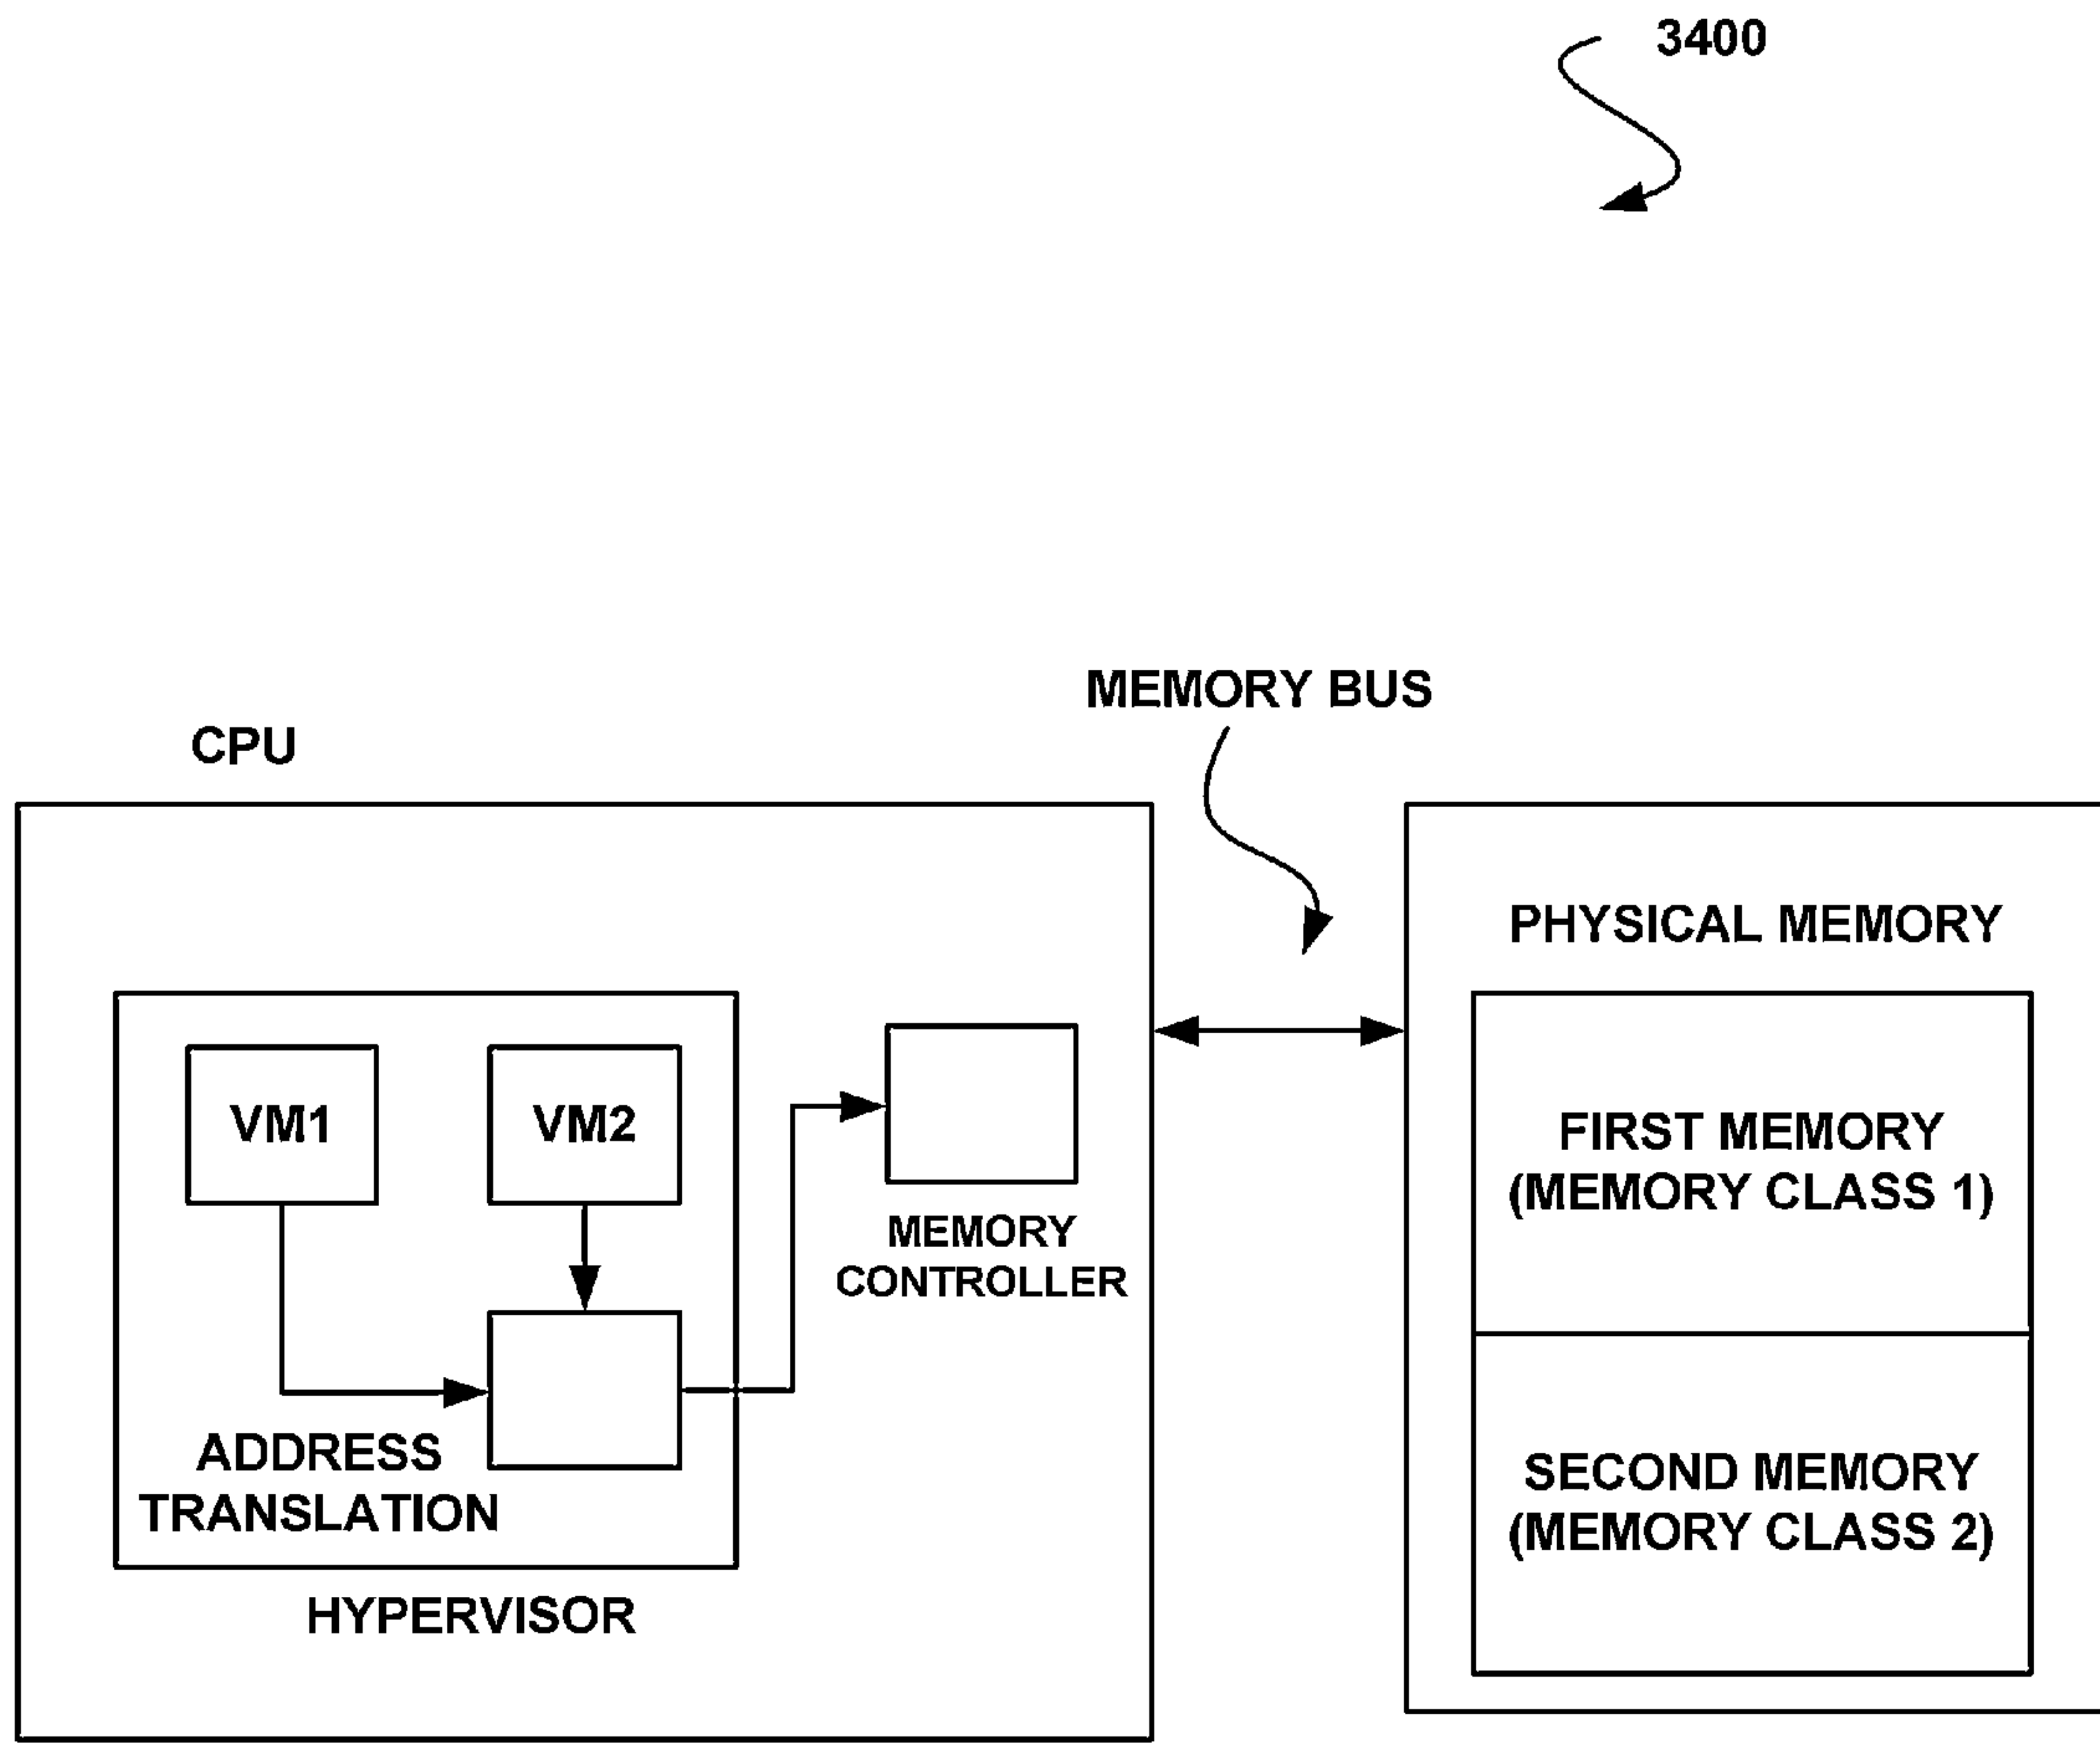 3400
MEMORY BUS
CPU
PHYSICAL MEMORY
VM1
VM2
FIRST MEMORY
(MEMORY CLASS 1)
MEMORY
CONTROLLER
ADDRESS
TRANSLATION
SECOND MEMORY
(MEMORY CLASS 2)
HYPERVISOR